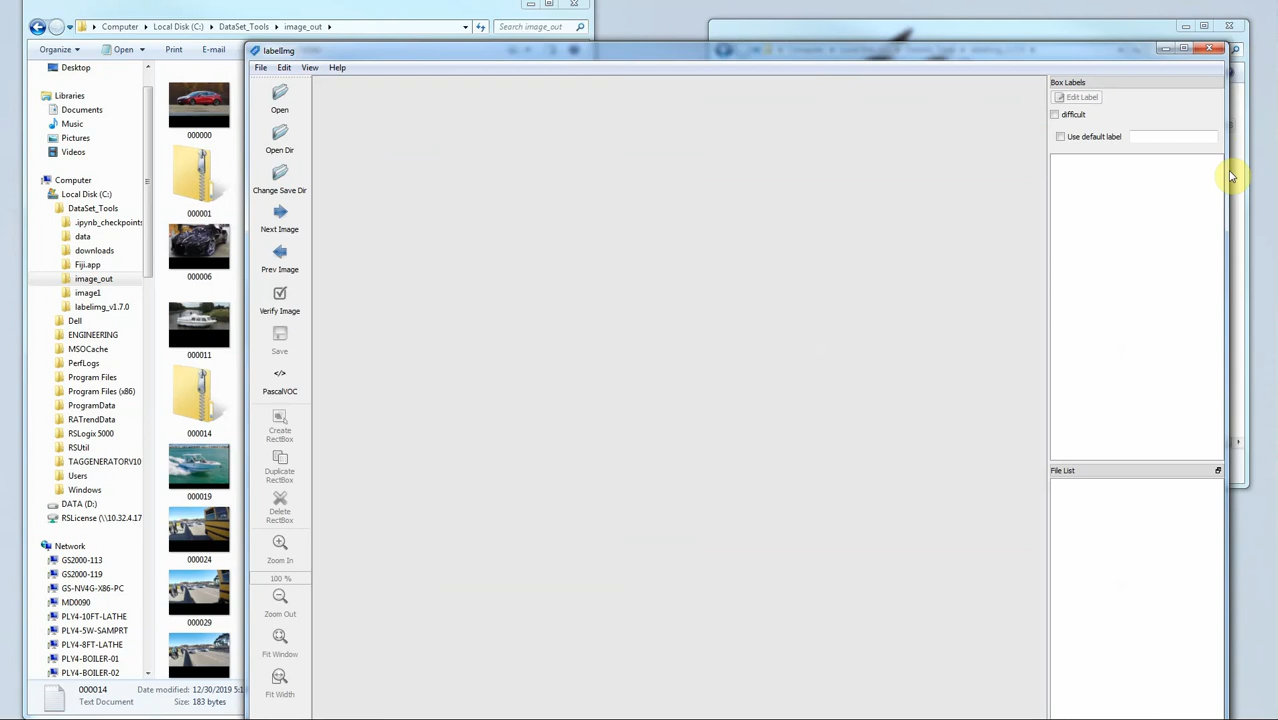 Computer
Local Disk (C:)
DataSet_Tools
image_out
Search image_out
Organize
Open
Print
E-mail
Desktop
Libraries
Documents
Music
Pictures
Videos
Computer
Local Disk (C:)
DataSet_Tools
.ipynb_checkpoints
data
downloads
Fiji.app
image_out
image1
labelimg_v1.7.0
Dell
ENGINEERING
MSOCache
PerfLogs
Program Files
Program Files (x86)
ProgramData
RATrendData
RSLogix 5000
RSUtil
TAGGENERATORV10
Users
Windows
DATA (D:)
RSLicense (\\10.32.4.17
Network
GS2000-113
GS2000-119
GS-NV4G-X86-PC
MD0090
PLY4-10FT-LATHE
PLY4-5W-SAMPRT
PLY4-8FT-LATHE
PLY4-BOILER-01
PLY4-BOILER-02
000000
000001
000006
000011
000014
000019
000024
000029
000014
Date modified: 12/30/2019 5:1
Text Document
Size: 183 bytes
labelImg
File Edit View Help
Open
Open Dir
Change Save Dir
Next Image
Prev Image
Verify Image
Save
</>
PascalVOC
Create
RectBox
Duplicate
RectBox
Delete
RectBox
Zoom In
100 %
Zoom Out
Fit Window
Fit Width
Box Labels
Edit Label
difficult
Use default label
File List